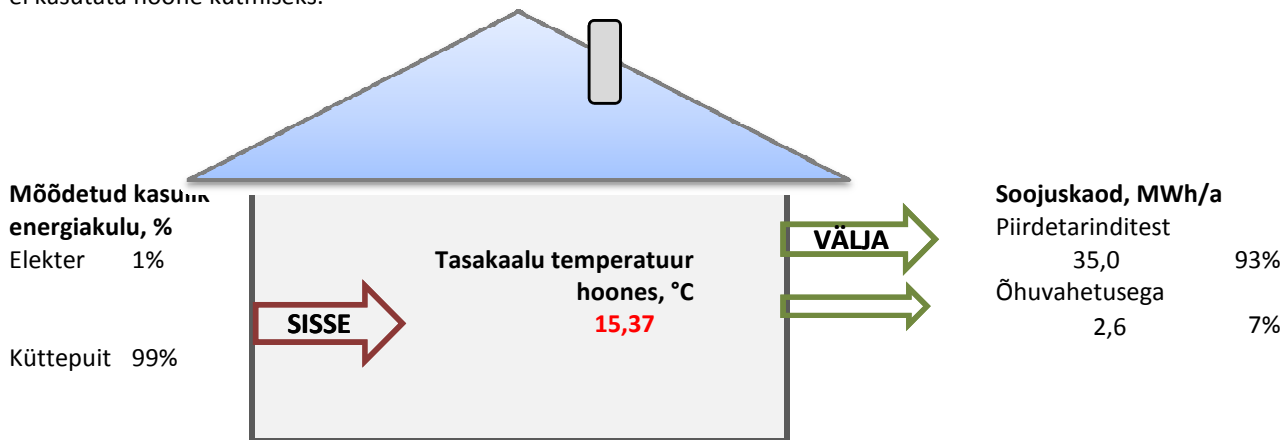 Mõõdetud kasulik
energiakulu, %
Elekter 1%
Küttepuit 99%
SISSE
Tasakaalu temperatuur
hoones, °C
15,37
VÄLJA
Soojuskaod, MWh/a
Piirdetarinditest
35,0 93%
Õhuvahetusega
2,6 7%